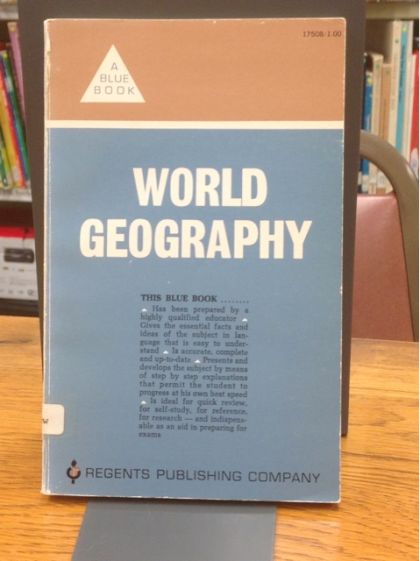 17508/1.00
A
BLUE
BOOK
WORLD
GEOGRAPHY
THIS BLUE BOOK ........
Has been prepared by a
highly qualified educator
Gives the essential facts and
ideas of the subject in lan-
guage that is easy to under-
stand Is accurate, complete
and up-to-date Presents and
develops the subject by means
of step by step explanations
that permit the student to
progress at his own best speed
Is ideal for quick review,
for self-study, for reference,
for research — and indispens-
able as an aid in preparing for
exams
W
REGENTS PUBLISHING COMPANY